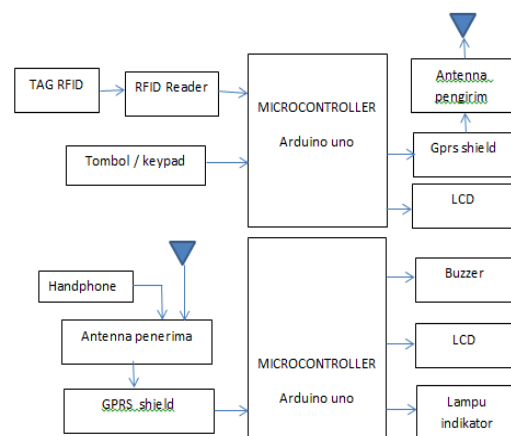 TAG RFID
RFID Reader
Tombol / keypad
MICROCONTROLLER
Arduino uno
Antenna
pengirim
Gprs shield
LCD
Handphone
Antenna penerima
GPRS shield
MICROCONTROLLER
Arduino uno
Buzzer
LCD
Lampu
indikator